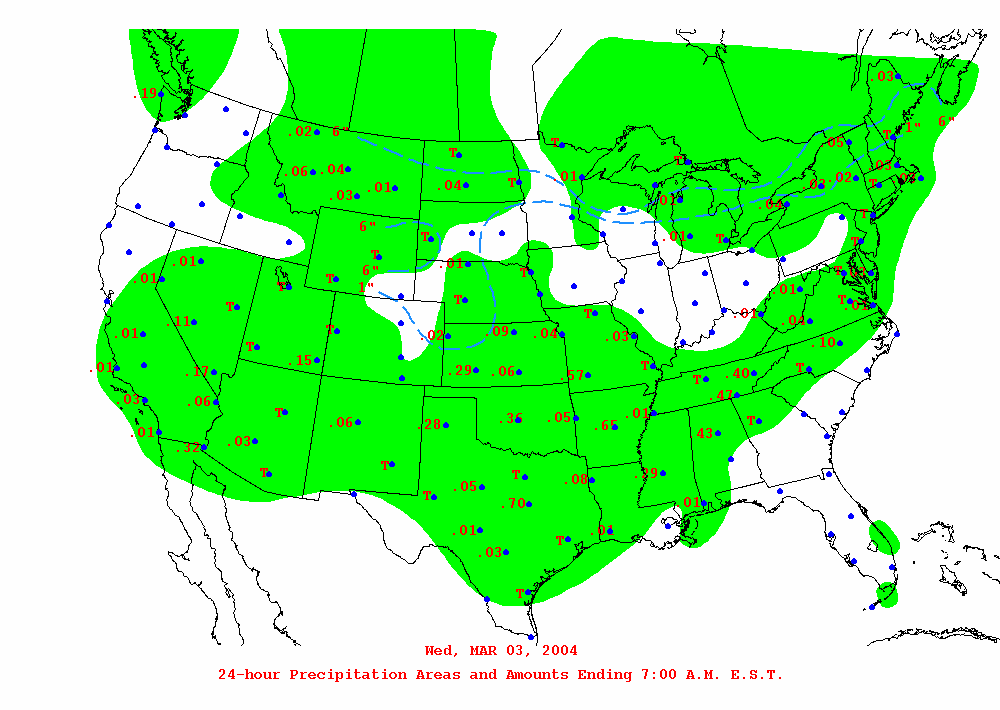 .03
.19
1" 6"
.02 6" T
T T .05
T .03
.06 .04 .01 .04 T .01 .02 .02 T
.03 .01 .04
T
6" T .01 T T
T
.01 6" .01 T T
.01 T T 1" .01
T T T
.11 T .02 .09 .04 T .03 .01 .04
.01 .10
T .15
.01 .17 .29 .06 .57 T T .40 T
.03 .06 .47
T .01
.01 .06 .28 .36 .05 .65 .43 T
.03
.32 T
T T .05 .08 .29
T .70 .01
.01 T .01
.03
T
Wed, MAR 03, 2004
24-hour Precipitation Areas and Amounts Ending 7:00 A.M. E.S.T.